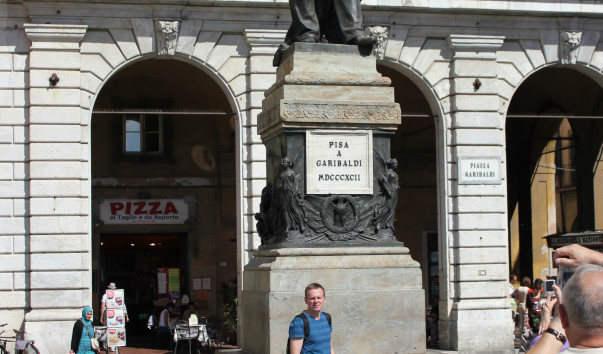 PISA
A
GARIBALDI
MDCCCXCII
PIAZZA
GARIBALDI
PIZZA
al Taglio e da Asporto